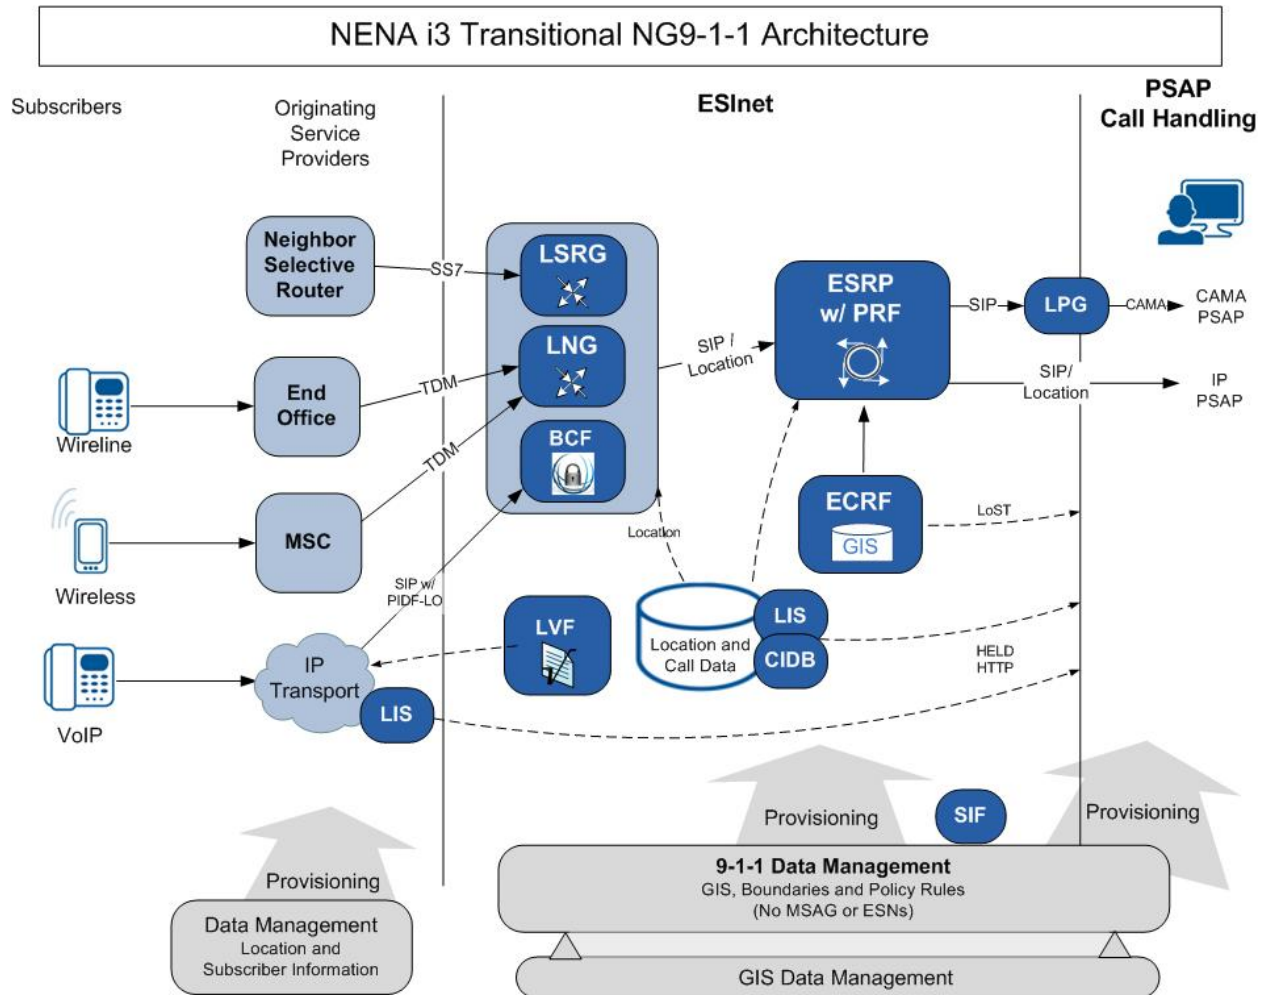 NENA i3 Transitional NG9-1-1 Architecture
Subscribers
Originating
Service
Providers
ESInet
PSAP
Call Handling
Neighbor
Selective
Router
SS7
LSRG
LNG
BCF
ESRP
w/ PRF
SIP
LPG
CAMA
CAMA
PSAP
SIP /
Location
SIP/
Location
IP
PSAP
Wireline
End
Office
TDM
TDM
Wireless
MSC
SIP w/
PIDF-LO
Location
ECRF
GIS
LoST
VoIP
IP
Transport
LIS
LVF
Location and
Call Data
LIS
CIDB
HELD
HTTP
Provisioning
Provisioning
SIF
Provisioning
Data Management
Location and
Subscriber Information
9-1-1 Data Management
GIS, Boundaries and Policy Rules
(No MSAG or ESNs)
GIS Data Management